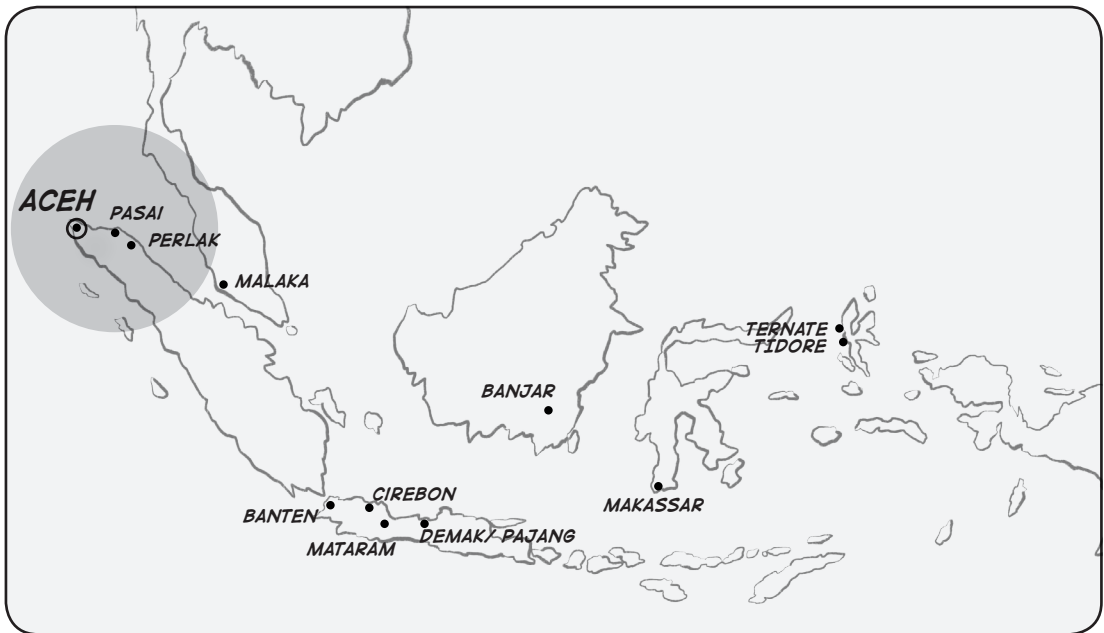 ACEH
PASAI
PERLAK
MALAKA
TERNATE
TIDORE
BANJAR
MAKASSAR
CIREBON
BANTEN
DEMAK/ PAJANG
MATARAM